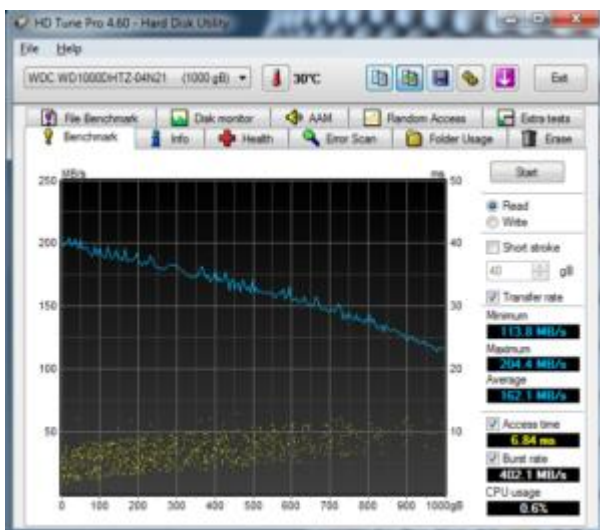 HD Tune Pro 4.60 - Hard Disk Utility
File Help
WDC WD1000DHTZ-04N21 (1000 gB) 30°C Exit
File Benchmark Disk monitor AAM Random Access Extra tests
Benchmark Info Health Error Scan Folder Usage Erase
Start
Read
Write
Short stroke
40 gB
Transfer rate
Minimum
113.8 MB/s
Maximum
204.4 MB/s
Average
162.1 MB/s
Access time
6.84 ms
Burst rate
402.1 MB/s
CPU usage
0.6%
MB/s ms
250 50
200 40
150 30
100 20
50 10
0 100 200 300 400 500 600 700 800 900 1000gB